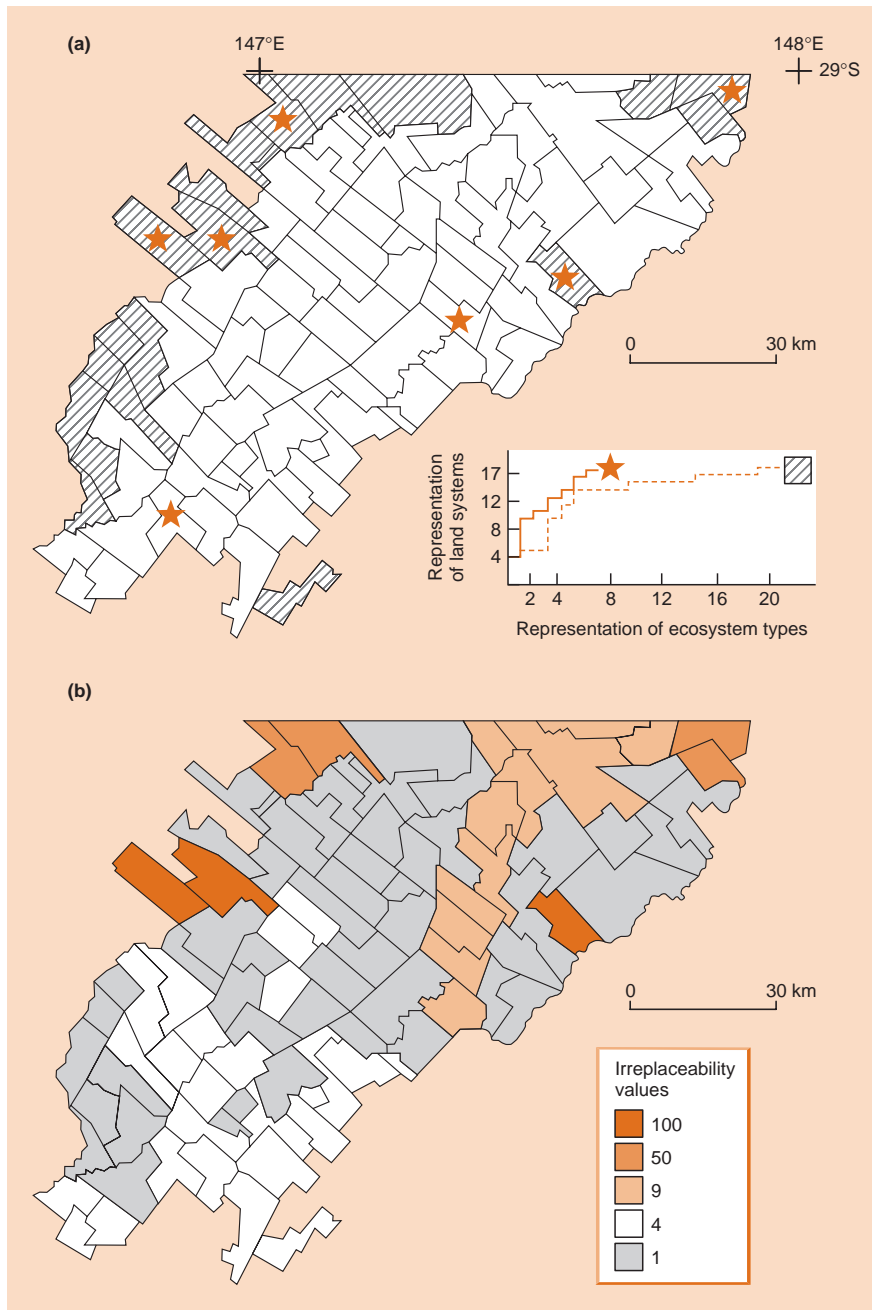 (a)
147°E
148°E
29°S
0
30 km
Representation
of land systems
17
12
8
4
2
4
8
12
16
20
Representation of ecosystem types
(b)
0
30 km
Irreplaceability
values
100
50
9
4
1